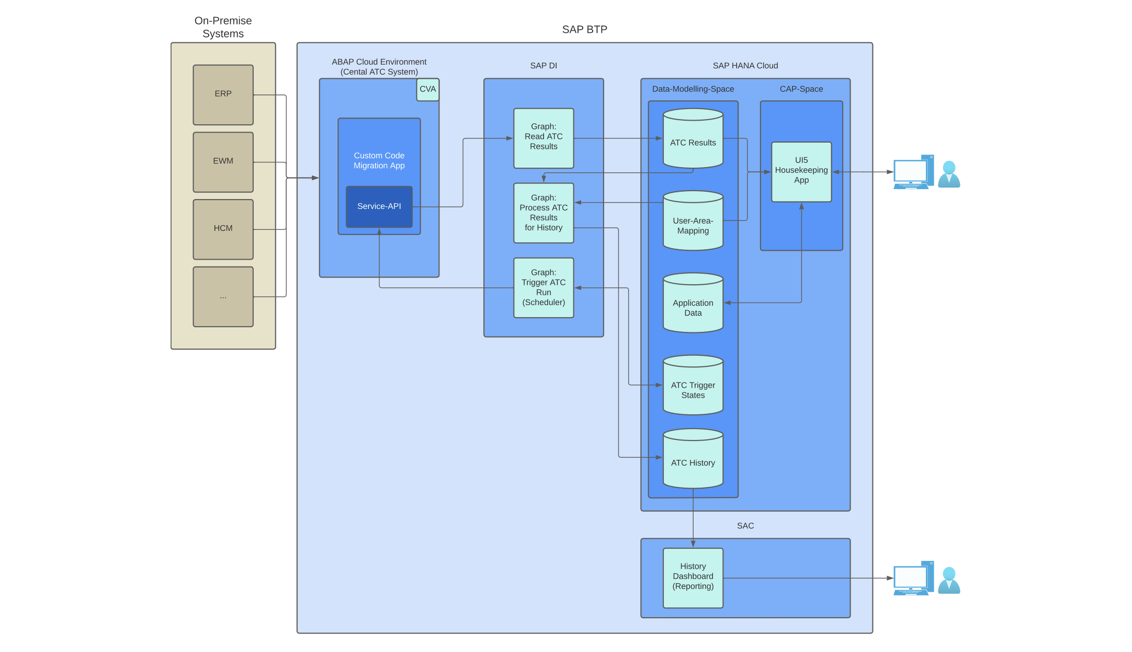 On-Premise
Systems
SAP BTP
ERP
EWM
HCM
...
ABAP Cloud Environment
(Cental ATC System)
CVA
Custom Code
Migration App
Service-API
SAP DI
Graph:
Read ATC
Results
Graph:
Process ATC
Results
for History
Graph:
Trigger ATC
Run
(Scheduler)
SAP HANA Cloud
Data-Modelling-Space
CAP-Space
ATC Results
User-Area-
Mapping
Application
Data
ATC Trigger
States
ATC History
UI5
Housekeeping
App
SAC
History
Dashboard
(Reporting)